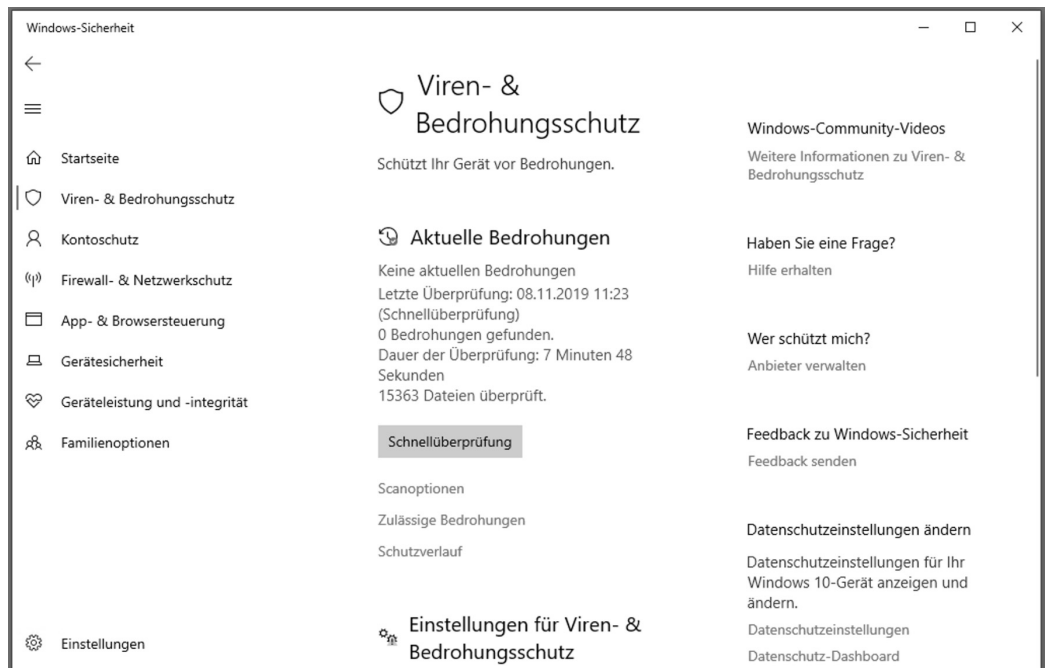 Windows-Sicherheit
Startseite
Viren- & Bedrohungsschutz
Kontoschutz
Firewall- & Netzwerkschutz
App- & Browsersteuerung
Gerätesicherheit
Geräteleistung und -integrität
Familienoptionen
Einstellungen
Viren- &
Bedrohungsschutz
Schützt Ihr Gerät vor Bedrohungen.
Aktuelle Bedrohungen
Keine aktuellen Bedrohungen
Letzte Überprüfung: 08.11.2019 11:23
(Schnellüberprüfung)
0 Bedrohungen gefunden.
Dauer der Überprüfung: 7 Minuten 48
Sekunden
15363 Dateien überprüft.
Schnellüberprüfung
Scanoptionen
Zulässige Bedrohungen
Schutzverlauf
Einstellungen für Viren- &
Bedrohungsschutz
Windows-Community-Videos
Weitere Informationen zu Viren- &
Bedrohungsschutz
Haben Sie eine Frage?
Hilfe erhalten
Wer schützt mich?
Anbieter verwalten
Feedback zu Windows-Sicherheit
Feedback senden
Datenschutzeinstellungen ändern
Datenschutzeinstellungen für Ihr
Windows 10-Gerät anzeigen und
ändern.
Datenschutzeinstellungen
Datenschutz-Dashboard